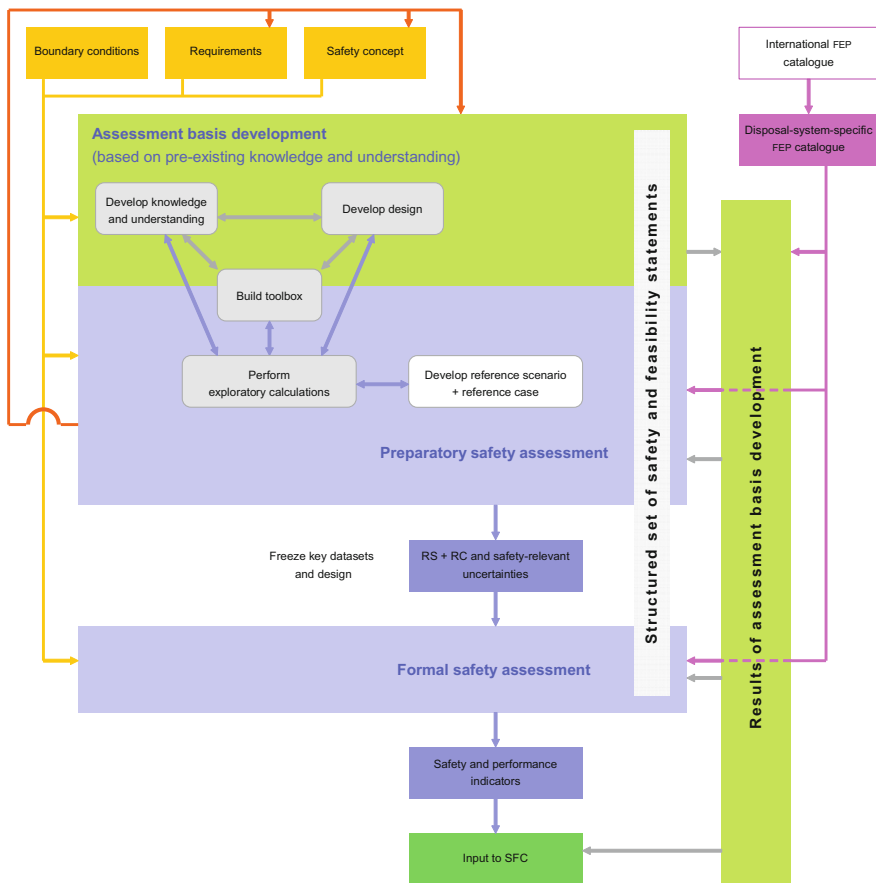 Boundary conditions
Requirements
Safety concept
International FEP
catalogue
Disposal-system-specific
FEP catalogue
Assessment basis development
(based on pre-existing knowledge and understanding)
Develop knowledge
and understanding
Develop design
Build toolbox
Perform
exploratory calculations
Develop reference scenario
+ reference case
Preparatory safety assessment
Structured set of safety and feasibility statements
Results of assessment basis development
Freeze key datasets
and design
RS + RC and safety-relevant
uncertainties
Formal safety assessment
Safety and performance
indicators
Input to SFC